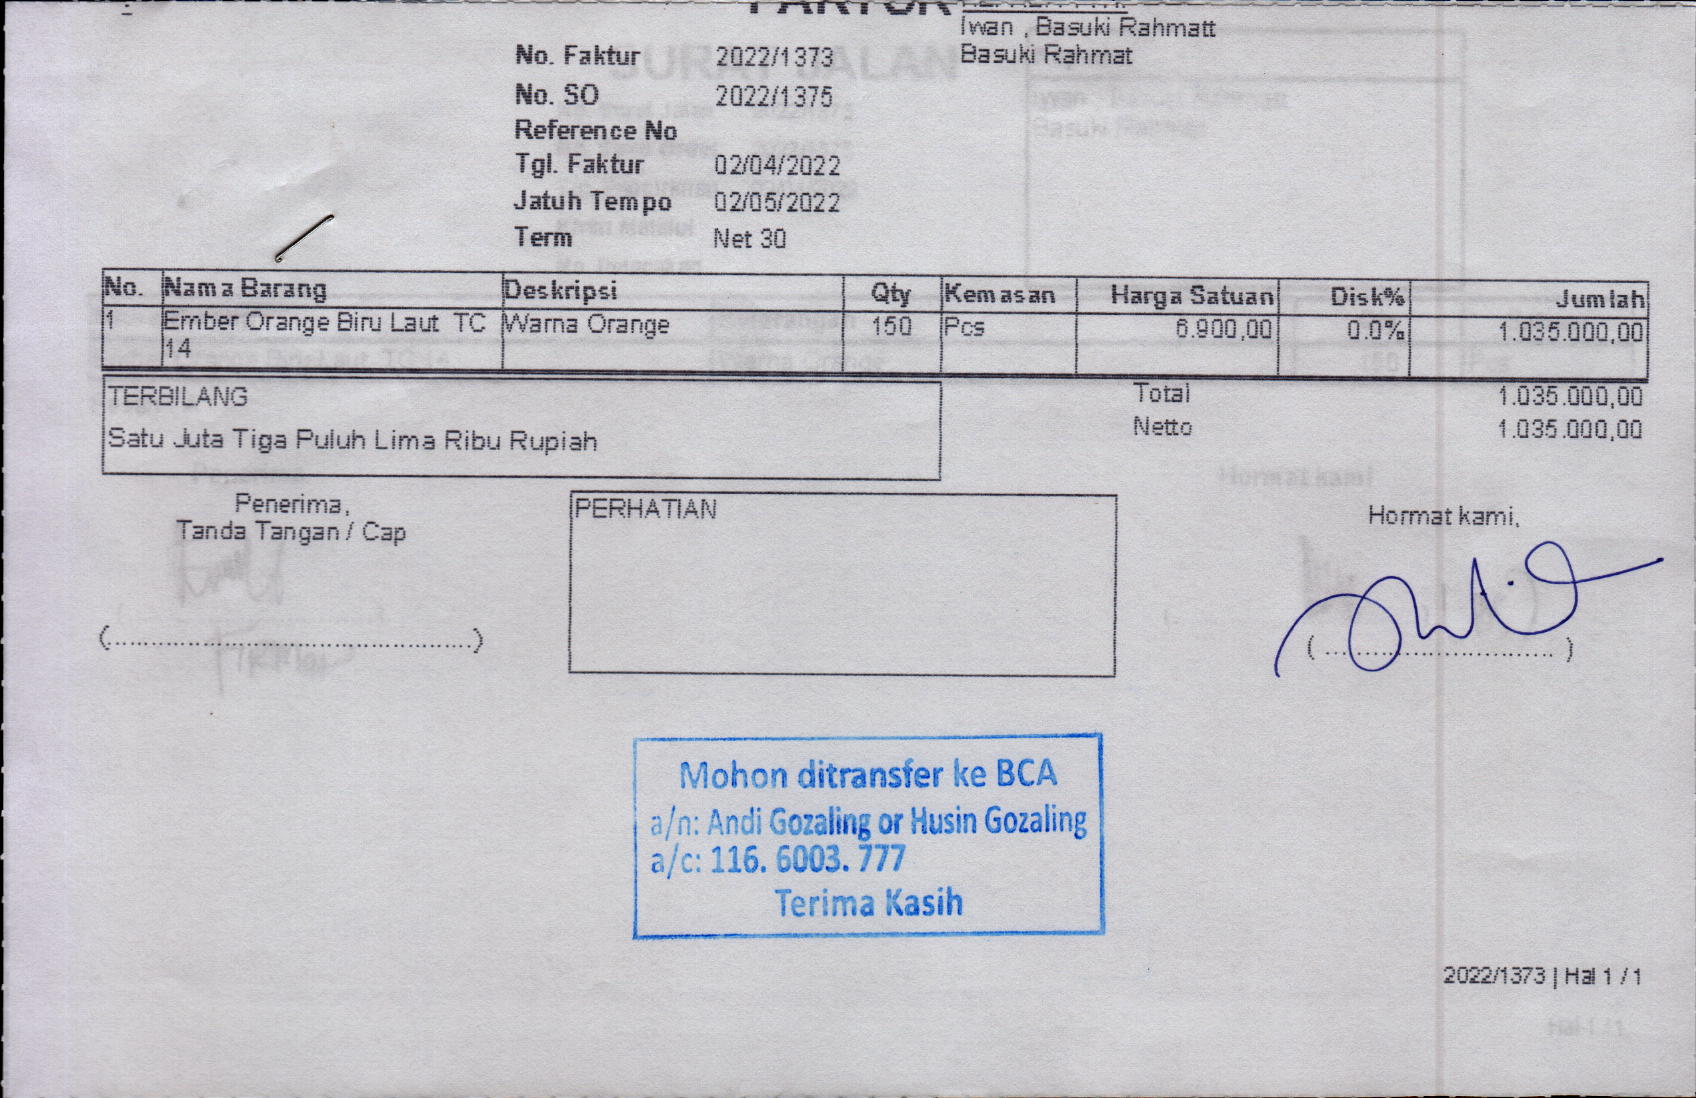 FAKTUR
Iwan , Basuki Rahmatt
Basuki Rahmat
No. Faktur 2022/1373
No. SO 2022/1375
Reference No
Tgl. Faktur 02/04/2022
Jatuh Tempo 02/05/2022
Term Net 30
No. Nama Barang Deskripsi Qty Kemasan Harga Satuan Disk% Jumlah
1 Ember Orange Biru Laut TC Warna Orange 150 Pcs 6.900,00 0.0% 1.035.000,00
14
TERBILANG
Satu Juta Tiga Puluh Lima Ribu Rupiah
Total 1.035.000,00
Netto 1.035.000,00
Penerima,
Tanda Tangan / Cap
PERHATIAN
Hormat kami,
(........................................)
(............................)
Mohon ditransfer ke BCA
a/n: Andi Gozaling or Husin Gozaling
a/c: 116. 6003. 777
Terima Kasih
2022/1373 | Hal 1 / 1